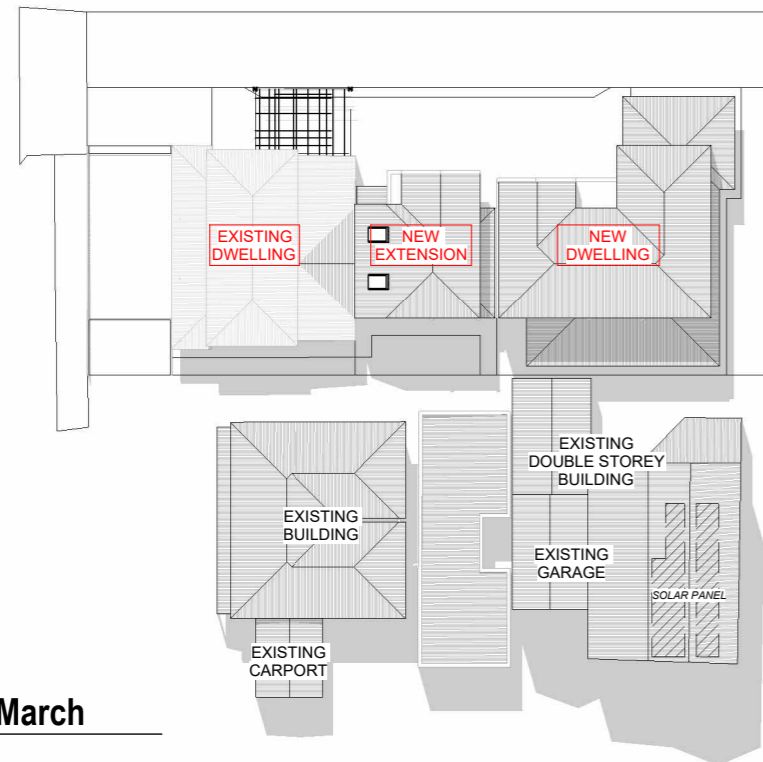 EXISTING
DWELLING
NEW
EXTENSION
NEW
DWELLING
EXISTING
DOUBLE STOREY
BUILDING
EXISTING
BUILDING
EXISTING
GARAGE
SOLAR PANEL
EXISTING
CARPORT
March